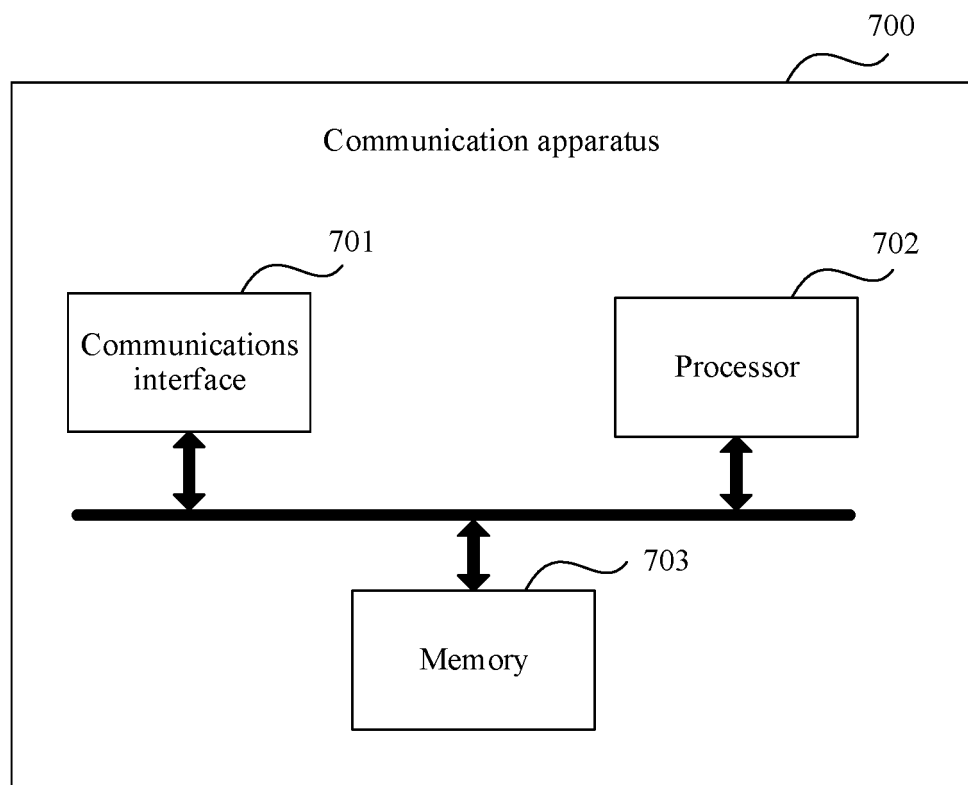 700
Communication apparatus
701
702
Communications
interface
Processor
703
Memory